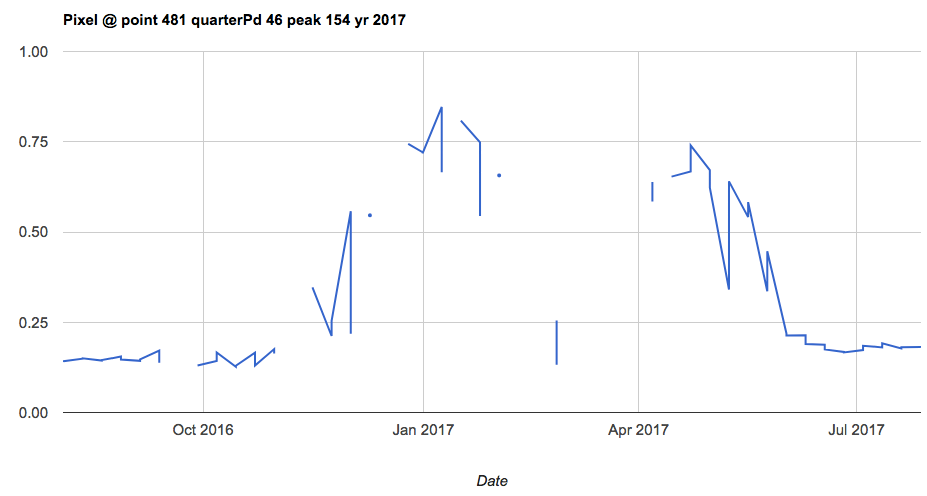 Pixel @ point 481 quarterPd 46 peak 154 yr 2017
1.00
0.75
0.50
0.25
0.00
Oct 2016 Jan 2017 Apr 2017 Jul 2017
Date